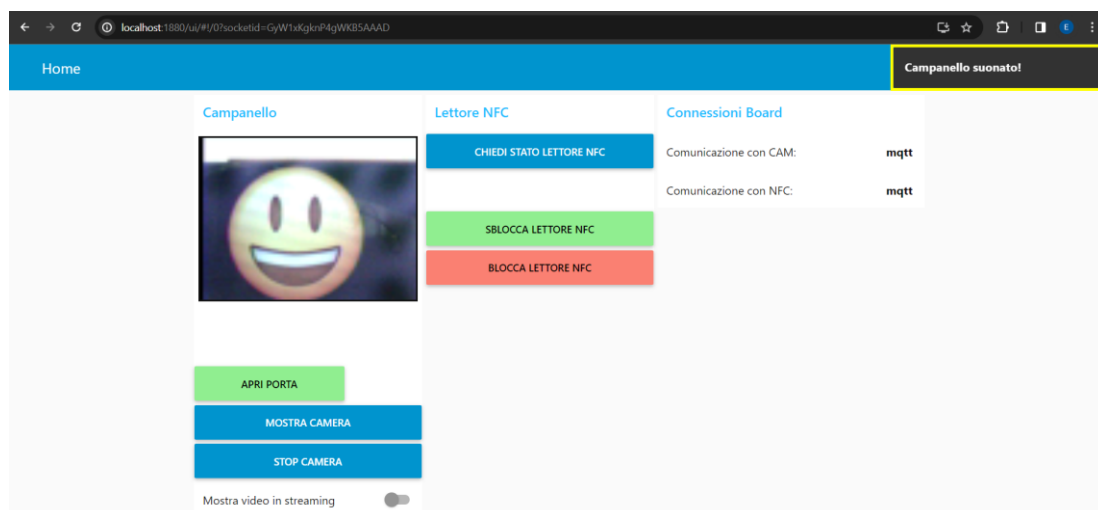 localhost:1880/ui/#!/0?socketid=GyW1xKgknP4gWKB5AAAD
E
Home
Campanello suonato!
Campanello
Lettore NFC
Connessioni Board
CHIEDI STATO LETTORE NFC
Comunicazione con CAM: mqtt
Comunicazione con NFC: mqtt
SBLOCCA LETTORE NFC
BLOCCA LETTORE NFC
APRI PORTA
MOSTRA CAMERA
STOP CAMERA
Mostra video in streaming